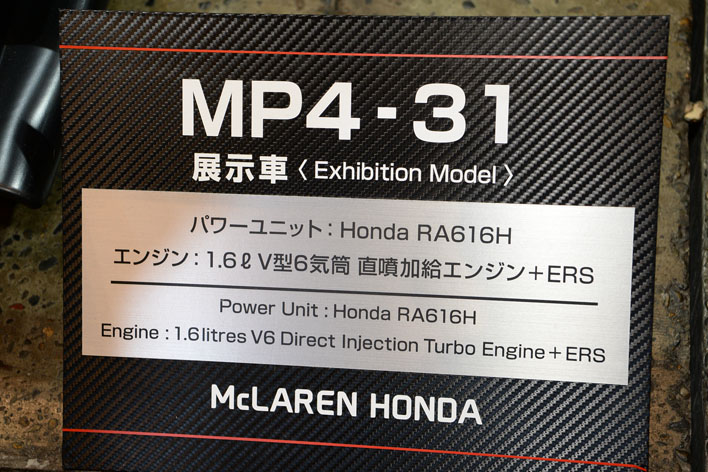 MP4-31
展示車〈 Exhibition Model 〉
パワーユニット：Honda RA616H
エンジン：1.6ℓ V型6気筒 直噴加給エンジン＋ERS
Power Unit : Honda RA616H
Engine : 1.6litres V6 Direct Injection Turbo Engine＋ERS
McLAREN HONDA